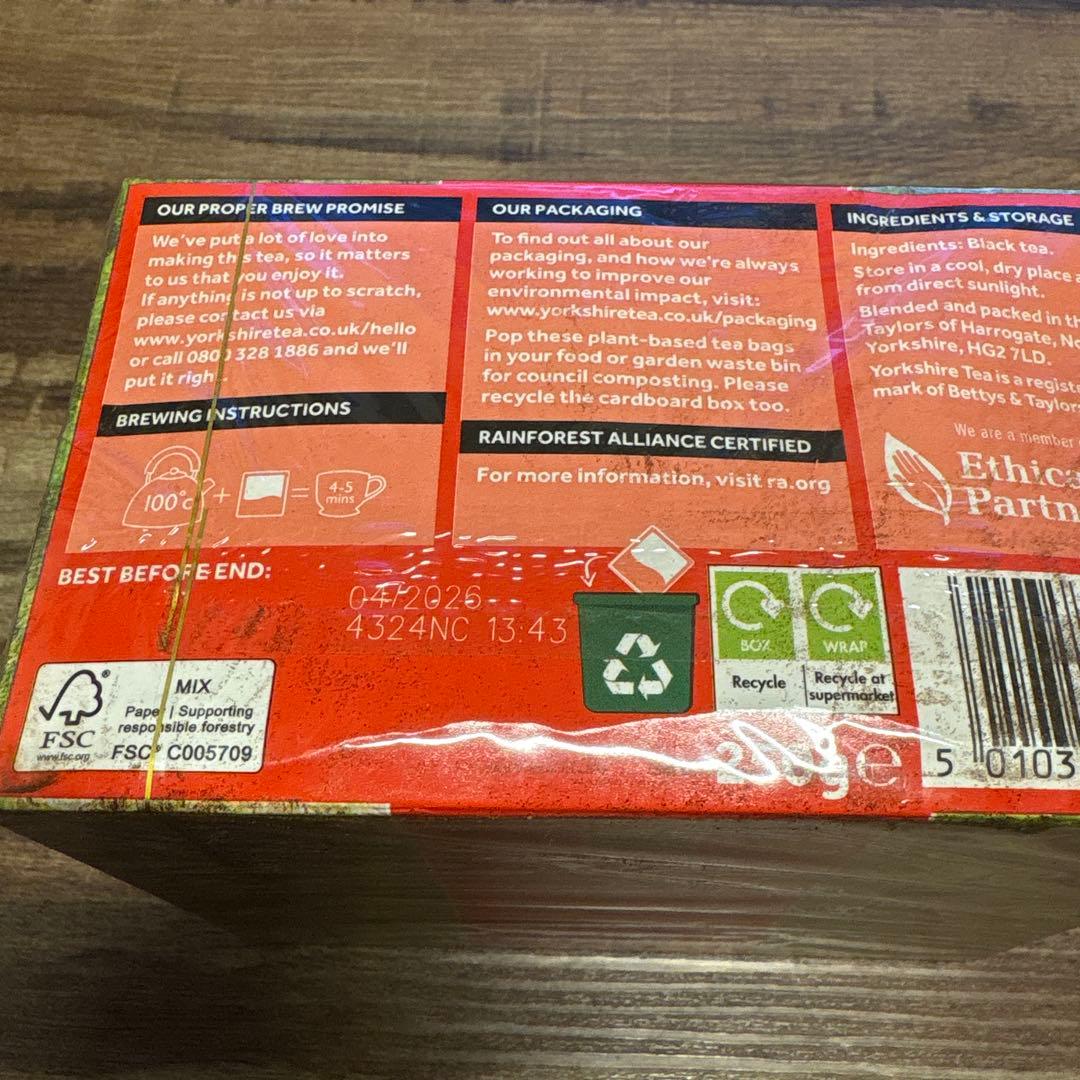 OUR PROPER BREW PROMISE
We've put a lot of love into
making this tea, so it matters
to us that you enjoy it.
If anything is not up to scratch,
please contact us via
www.yorkshiretea.co.uk/hello
or call 0800 328 1886 and we'll
put it right.
BREWING INSTRUCTIONS
100°c + = 4-5
mins
OUR PACKAGING
To find out all about our
packaging, and how we're always
working to improve our
environmental impact, visit:
www.yorkshiretea.co.uk/packaging
Pop these plant-based tea bags
in your food or garden waste bin
for council composting. Please
recycle the cardboard box too.
RAINFOREST ALLIANCE CERTIFIED
For more information, visit ra.org
INGREDIENTS & STORAGE
Ingredients: Black tea.
Store in a cool, dry place a
from direct sunlight.
Blended and packed in th
Taylors of Harrogate, No
Yorkshire, HG2 7LD.
Yorkshire Tea is a registe
mark of Bettys & Taylors
We are a member
Ethica
Partn
BEST BEFORE END:
04/2026
4324NC 13:43
FSC®
www.fsc.org
MIX
Paper | Supporting
responsible forestry
FSC® C005709
BOX
Recycle
WRAP
Recycle at
supermarket
5 0103